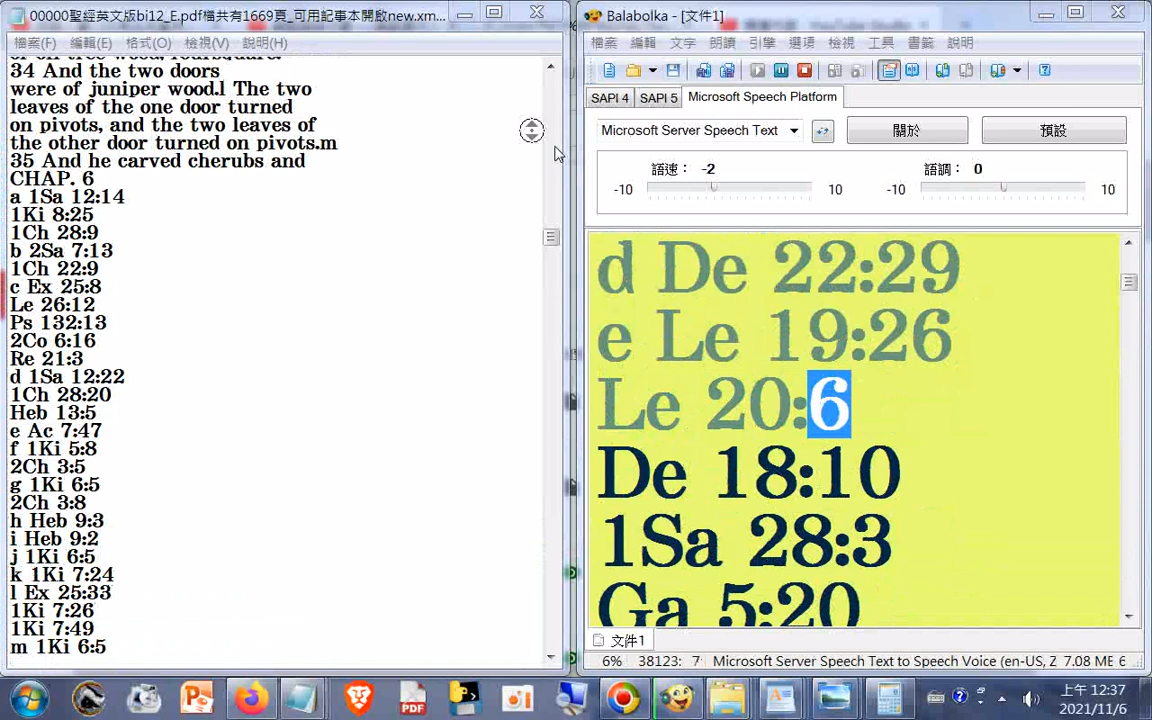 00000聖經英文版bi12_E.pdf檔共有1669頁_可用記事本開啟new.xm...
檔案(F) 編輯(E) 格式(O) 檢視(V) 說明(H)
34 And the two doors
were of juniper wood.l The two
leaves of the one door turned
on pivots, and the two leaves of
the other door turned on pivots.m
35 And he carved cherubs and
CHAP. 6
a 1Sa 12:14
1Ki 8:25
1Ch 28:9
b 2Sa 7:13
1Ch 22:9
c Ex 25:8
Le 26:12
Ps 132:13
2Co 6:16
Re 21:3
d 1Sa 12:22
1Ch 28:20
Heb 13:5
e Ac 7:47
f 1Ki 5:8
2Ch 3:5
g 1Ki 6:5
2Ch 3:8
h Heb 9:3
i Heb 9:2
j 1Ki 6:5
k 1Ki 7:24
l Ex 25:33
1Ki 7:26
1Ki 7:49
m 1Ki 6:5
Balabolka - [文件1]
檔案 編輯 文字 朗讀 引擎 選項 檢視 工具 書籤 說明
SAPI 4 SAPI 5 Microsoft Speech Platform
Microsoft Server Speech Text 關於 預設
語速： -2 語調： 0
-10 10 -10 10
d De 22:29
e Le 19:26
Le 20:6
De 18:10
1Sa 28:3
Ga 5:20
文件1
6% 38123: 7 Microsoft Server Speech Text to Speech Voice (en-US, Z 7.08 MB 6
上午 12:37
2021/11/6